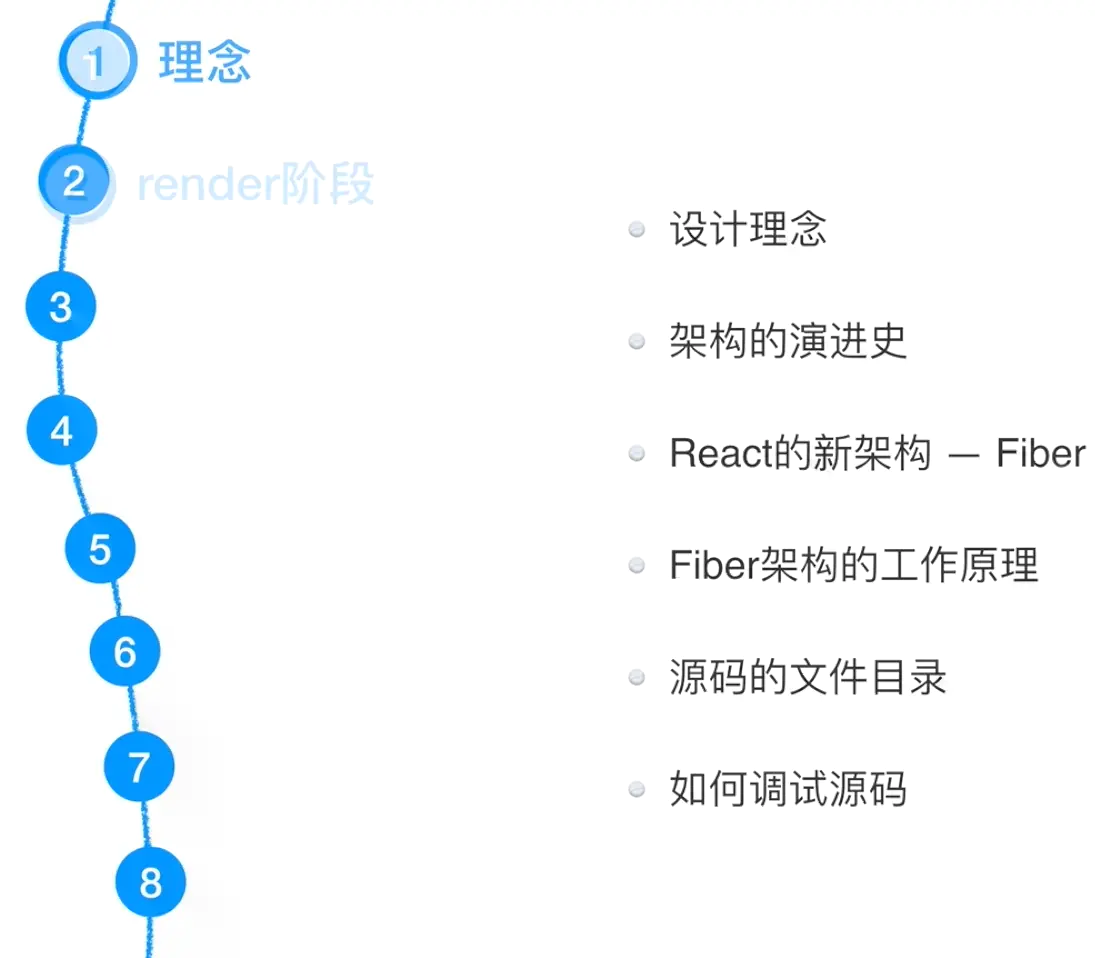 1 理念
2 render阶段
3
4
5
6
7
8
设计理念
架构的演进史
React的新架构 — Fiber
Fiber架构的工作原理
源码的文件目录
如何调试源码